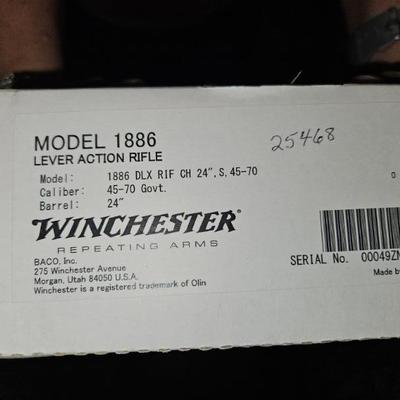 MODEL 1886
25468
LEVER ACTION RIFLE
Model: 1886 DLX RIF CH 24",S,45-70
Caliber: 45-70 Govt.
Barrel: 24"
WINCHESTER
REPEATING ARMS
BACO, Inc.
275 Winchester Avenue
Morgan, Utah 84050 U.S.A.
Winchester is a registered trademark of Olin
0
SERIAL No. 00049ZN
Made by